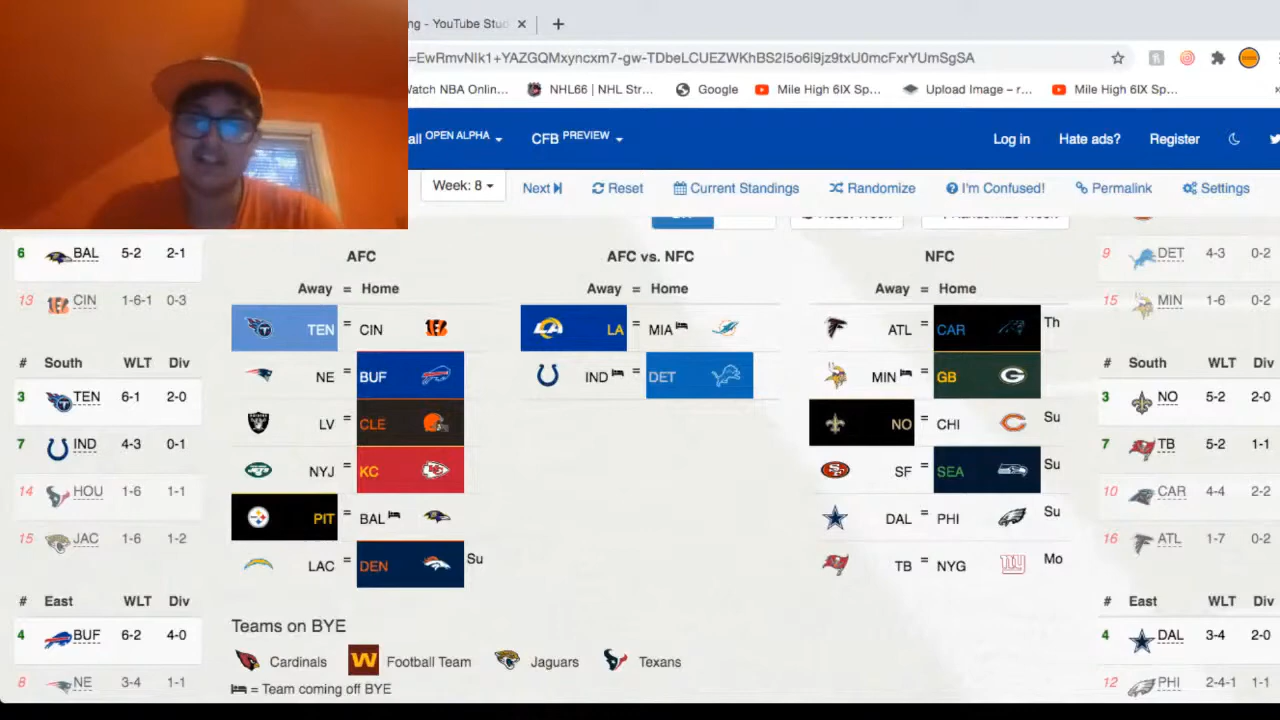 ng - YouTube Stu
=EwRmvNIk1+YAZGQMxyncxm7-gw-TDbeLCUEZWKhBS2I5o6l9jz9txU0mcFxrYUmSgSA
Watch NBA Onlin... NHL66 | NHL Str... Google Mile High 6IX Sp... Upload Image – r... Mile High 6IX Sp...
all OPEN ALPHA CFB PREVIEW Log in Hate ads? Register
Week: 8 Next Reset Current Standings Randomize I'm Confused! Permalink Settings
6 BAL 5-2 2-1
13 CIN 1-6-1 0-3
# South WLT Div
3 TEN 6-1 2-0
7 IND 4-3 0-1
14 HOU 1-6 1-1
15 JAC 1-6 1-2
# East WLT Div
4 BUF 6-2 4-0
8 NE 3-4 1-1
AFC
Away = Home
TEN = CIN
NE = BUF
LV = CLE
NYJ = KC
PIT = BAL
LAC = DEN Su
AFC vs. NFC
Away = Home
LA = MIA
IND = DET
NFC
Away = Home
ATL = CAR Th
MIN = GB
NO = CHI Su
SF = SEA Su
DAL = PHI Su
TB = NYG Mo
Teams on BYE
Cardinals W Football Team Jaguars Texans
= Team coming off BYE
9 DET 4-3 0-2
15 MIN 1-6 0-2
# South WLT Div
3 NO 5-2 2-0
7 TB 5-2 1-1
10 CAR 4-4 2-2
16 ATL 1-7 0-2
# East WLT Div
4 DAL 3-4 2-0
12 PHI 2-4-1 1-1